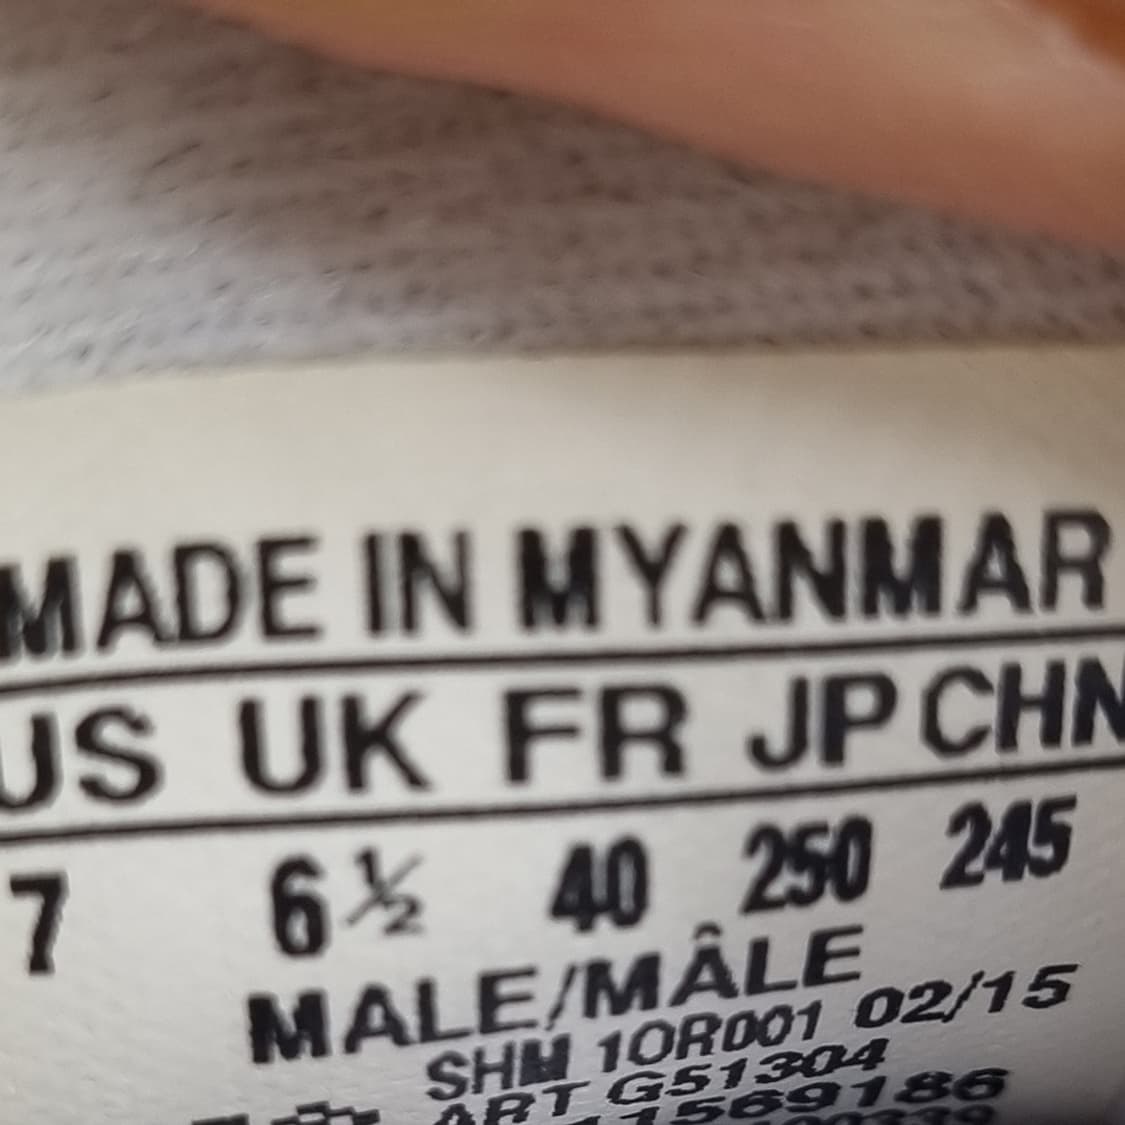 MADE IN MYANMAR
US UK FR JP CHN
7 6½ 40 250 245
MALE/MÂLE
SHM 1OR001 02/15
ART G51304